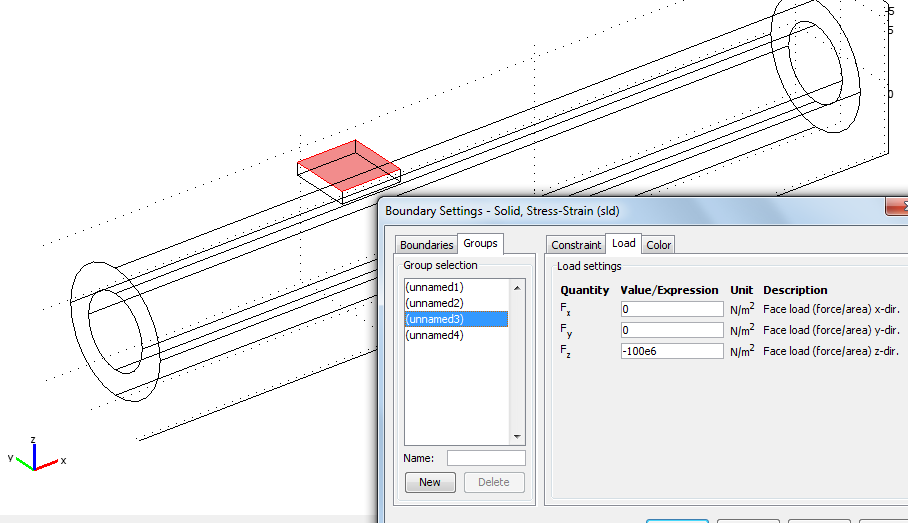 5
5
0
Boundary Settings - Solid, Stress-Strain (sld)
Boundaries Groups
Constraint Load Color
Group selection
Load settings
(unnamed1)
(unnamed2)
(unnamed3)
(unnamed4)
Quantity Value/Expression Unit Description
Fx 0 N/m2 Face load (force/area) x-dir.
Fy 0 N/m2 Face load (force/area) y-dir.
Fz -100e6 N/m2 Face load (force/area) z-dir.
Name:
New Delete
z
y
x